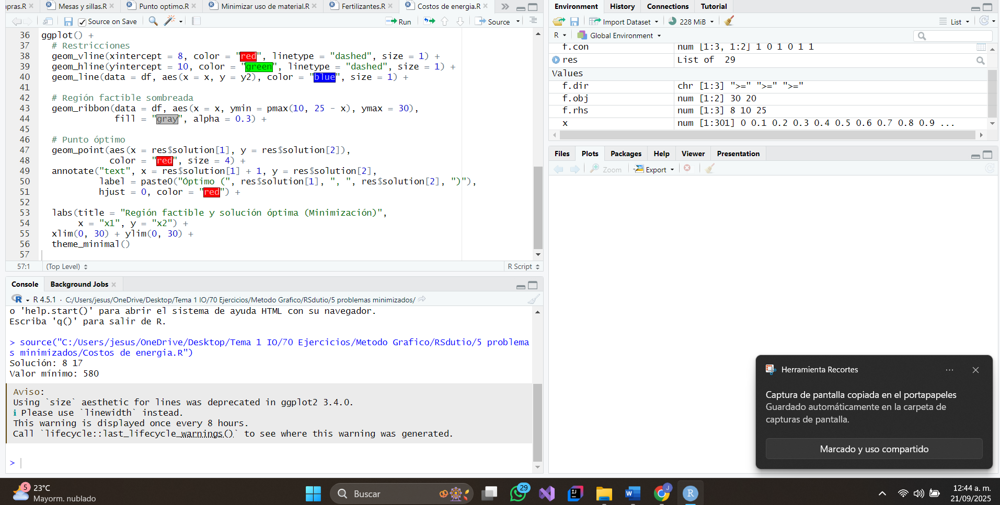 npras.R
Mesas y sillas.R
Punto optimo.R
Minimizar uso de material.R
Fertilizantes.R
Costos de energia.R
Source on Save
Run
Source
36 ggplot() +
37 # Restricciones
38 geom_vline(xintercept = 8, color = "red", linetype = "dashed", size = 1) +
39 geom_hline(yintercept = 10, color = "green", linetype = "dashed", size = 1) +
40 geom_line(data = df, aes(x = x, y = y2), color = "blue", size = 1) +
41
42 # Región factible sombreada
43 geom_ribbon(data = df, aes(x = x, ymin = pmax(10, 25 - x), ymax = 30),
44 fill = "gray", alpha = 0.3) +
45
46 # Punto óptimo
47 geom_point(aes(x = res$solution[1], y = res$solution[2]),
48 color = "red", size = 4) +
49 annotate("text", x = res$solution[1] + 1, y = res$solution[2],
50 label = paste0("Óptimo (", res$solution[1], ", ", res$solution[2], ")"),
51 hjust = 0, color = "red") +
52
53 labs(title = "Región factible y solución óptima (Minimización)",
54 x = "x1", y = "x2") +
55 xlim(0, 30) + ylim(0, 30) +
56 theme_minimal()
57
57:1 (Top Level) R Script
Console Background Jobs
R 4.5.1 · C:/Users/jesus/OneDrive/Desktop/Tema 1 IO/70 Ejercicios/Metodo Grafico/RSdutio/5 problemas minimizados/
o 'help.start()' para abrir el sistema de ayuda HTML con su navegador.
Escriba 'q()' para salir de R.
> source("C:/Users/jesus/OneDrive/Desktop/Tema 1 IO/70 Ejercicios/Metodo Grafico/RSdutio/5 problema
s minimizados/Costos de energia.R")
Solución: 8 17
Valor mínimo: 580
Aviso:
Using `size` aesthetic for lines was deprecated in ggplot2 3.4.0.
ℹ Please use `linewidth` instead.
This warning is displayed once every 8 hours.
Call `lifecycle::last_lifecycle_warnings()` to see where this warning was generated.
>
Environment History Connections Tutorial
Import Dataset 228 MiB List
R Global Environment
f.con num [1:3, 1:2] 1 0 1 0 1 1
res List of 29
Values
f.dir chr [1:3] ">=" ">=" ">="
f.obj num [1:2] 30 20
f.rhs num [1:3] 8 10 25
x num [1:301] 0 0.1 0.2 0.3 0.4 0.5 0.6 0.7 0.8 0.9 ...
Files Plots Packages Help Viewer Presentation
Zoom Export
Herramienta Recortes
Captura de pantalla copiada en el portapapeles
Guardado automáticamente en la carpeta de
capturas de pantalla.
Marcado y uso compartido
5
23°C
Mayorm. nublado
Buscar
29
J
12:44 a. m.
21/09/2025